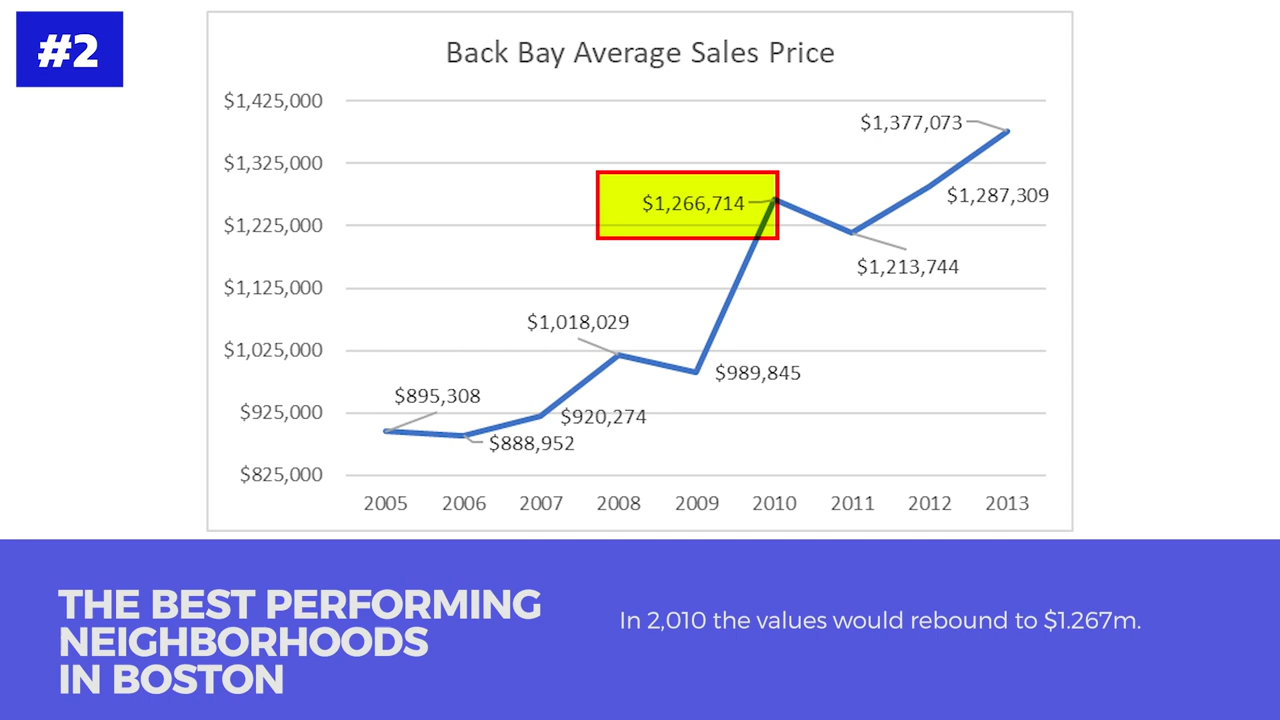 #2
Back Bay Average Sales Price
$1,425,000
$1,325,000
$1,225,000
$1,125,000
$1,025,000
$925,000
$825,000
$895,308
$888,952
$920,274
$1,018,029
$989,845
$1,266,714
$1,213,744
$1,287,309
$1,377,073
2005 2006 2007 2008 2009 2010 2011 2012 2013
THE BEST PERFORMING
NEIGHBORHOODS
IN BOSTON
In 2,010 the values would rebound to $1.267m.